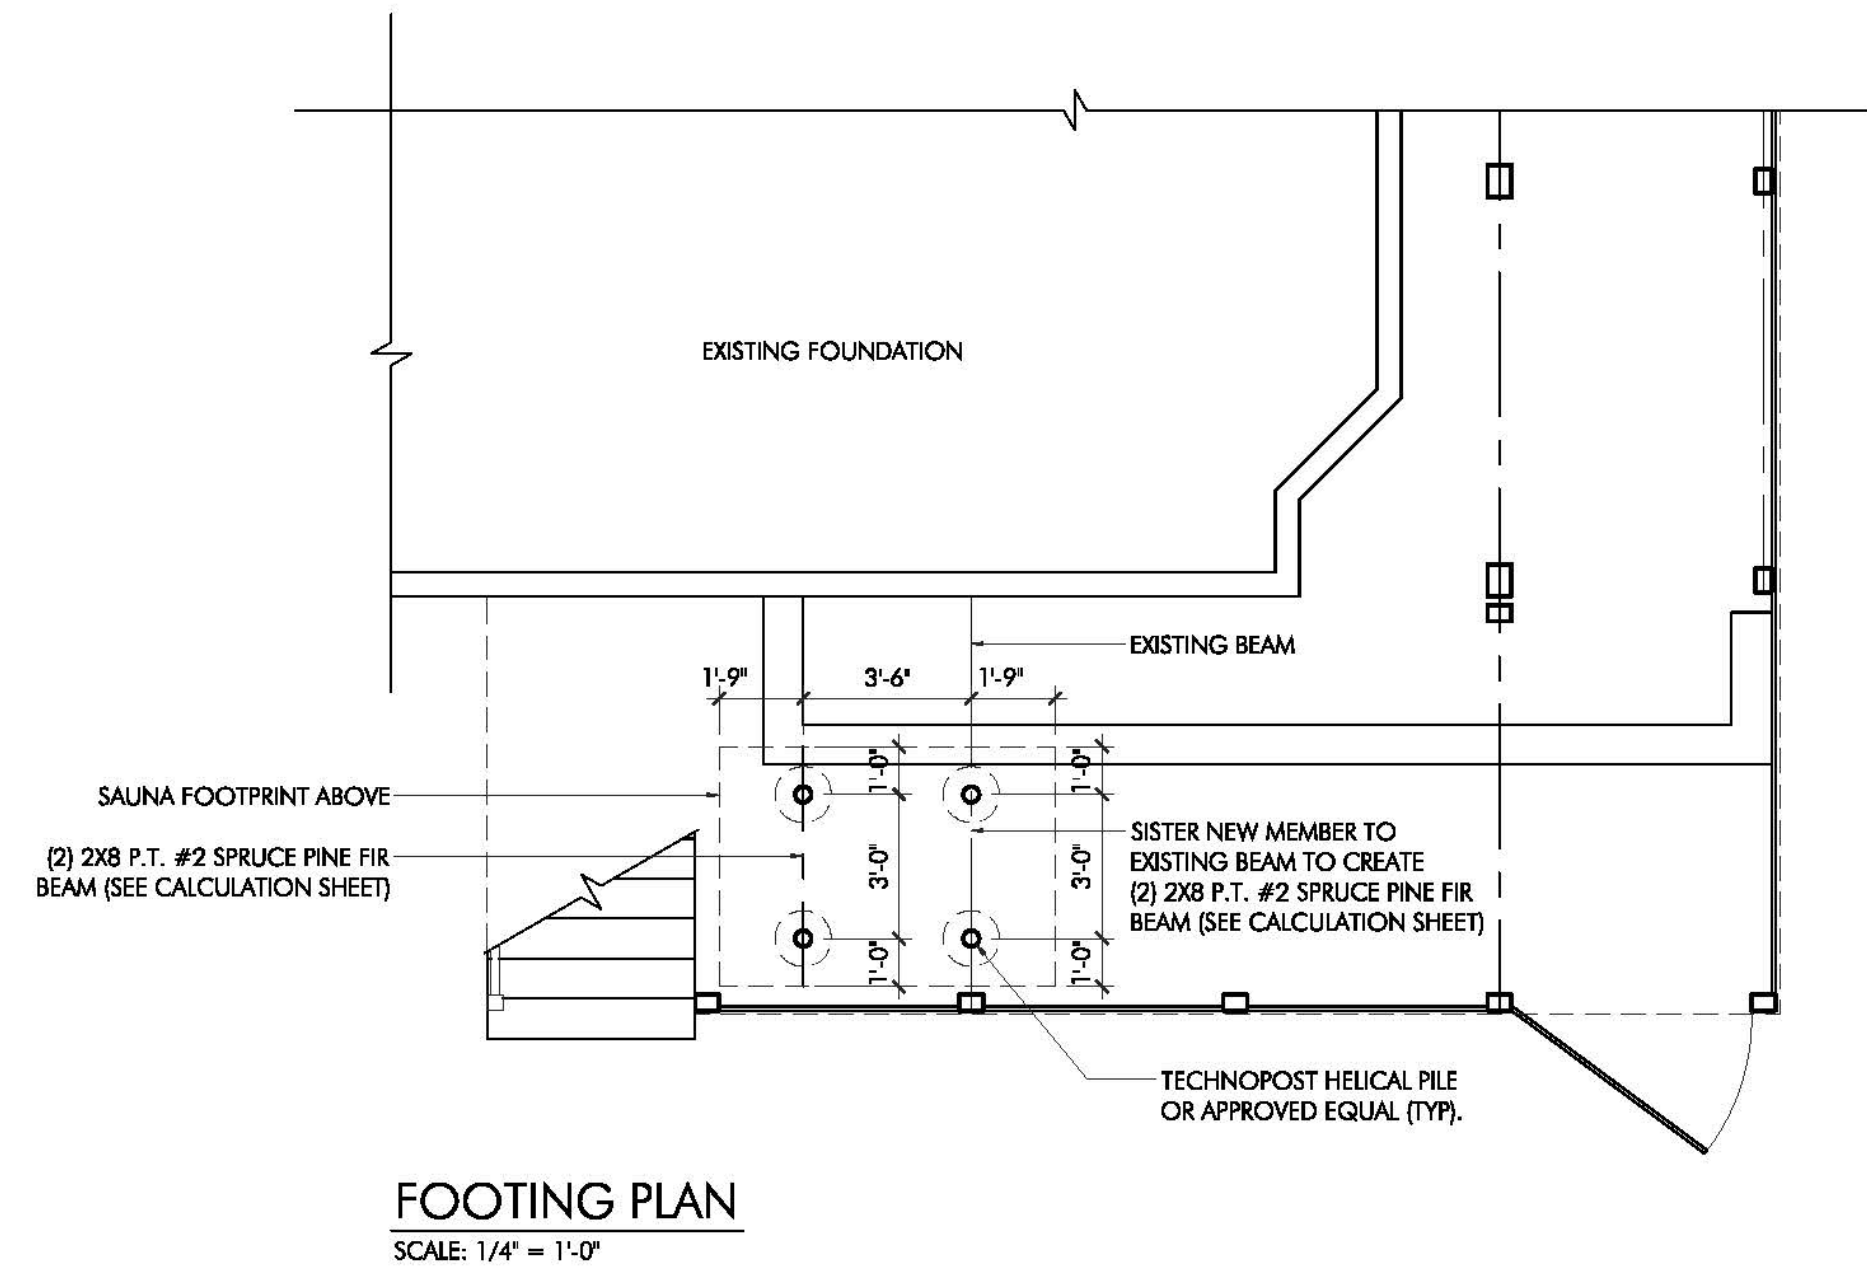 EXISTING FOUNDATION
EXISTING BEAM
1'-9" 3'-6" 1'-9"
1'-0" 1'-0"
SAUNA FOOTPRINT ABOVE
SISTER NEW MEMBER TO
EXISTING BEAM TO CREATE
(2) 2X8 P.T. #2 SPRUCE PINE FIR
BEAM (SEE CALCULATION SHEET)
(2) 2X8 P.T. #2 SPRUCE PINE FIR
BEAM (SEE CALCULATION SHEET)
3'-0" 3'-0"
1'-0" 1'-0"
TECHNOPOST HELICAL PILE
OR APPROVED EQUAL (TYP).
FOOTING PLAN
SCALE: 1/4" = 1'-0"